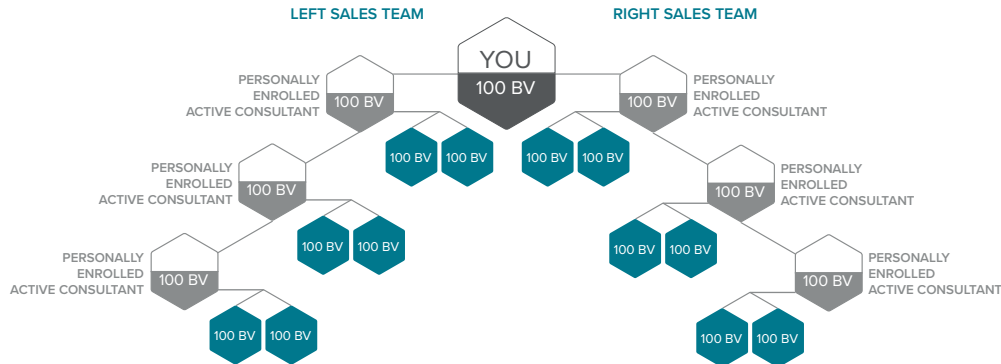 LEFT SALES TEAM
RIGHT SALES TEAM
YOU
100 BV
PERSONALLY
ENROLLED
ACTIVE CONSULTANT
100 BV
100 BV
PERSONALLY
ENROLLED
ACTIVE CONSULTANT
100 BV 100 BV
100 BV 100 BV
PERSONALLY
ENROLLED
ACTIVE CONSULTANT
100 BV
100 BV
PERSONALLY
ENROLLED
ACTIVE CONSULTANT
100 BV 100 BV
100 BV 100 BV
PERSONALLY
ENROLLED
ACTIVE CONSULTANT
100 BV
100 BV
PERSONALLY
ENROLLED
ACTIVE CONSULTANT
100 BV 100 BV
100 BV 100 BV